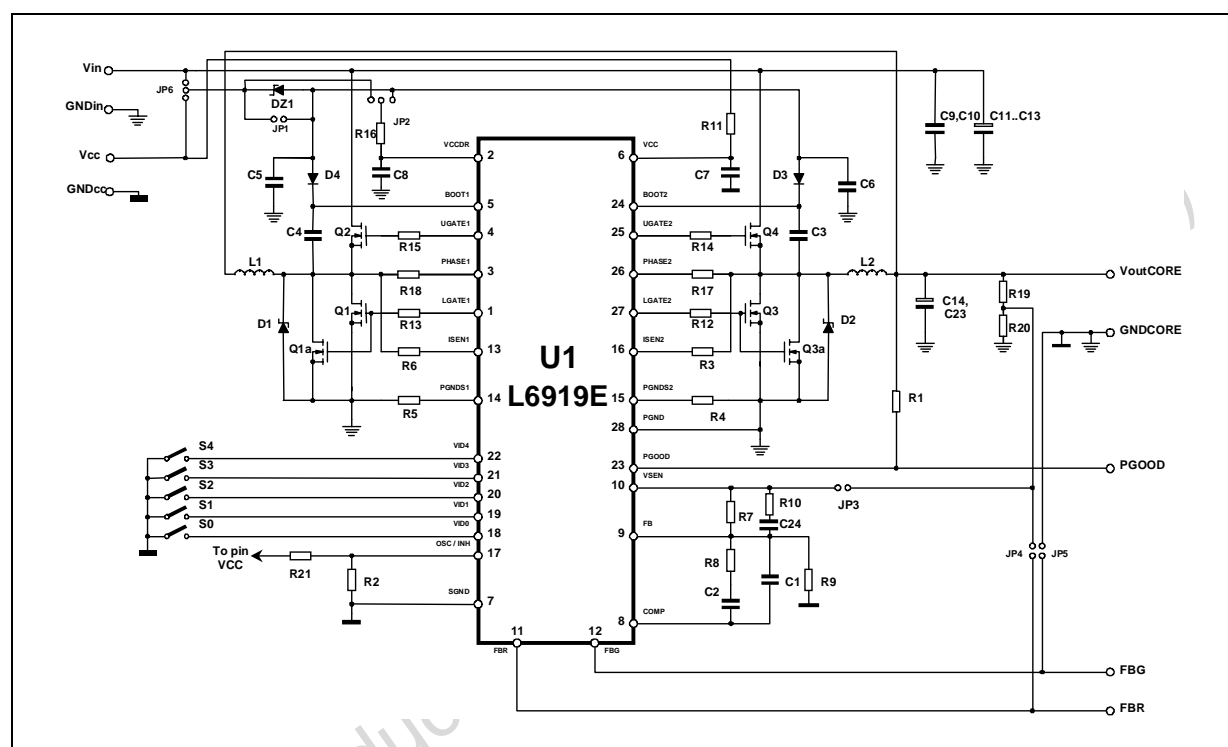 Vin
GNDin
Vcc
GNDcc
JP6
DZ1
JP1
JP2
R16
C5
D4
C8
VCCDR
2
BOOT1
5
C4
Q2
UGATE1
4
R15
L1
PHASE1
3
R18
D1
Q1
LGATE1
1
R13
Q1a
ISEN1
13
R6
PGNDS1
14
R5
S4
VID4
22
S3
VID3
21
S2
VID2
20
S1
VID1
19
S0
VID0
18
OSC / INH
17
To pin
VCC
R21
R2
SGND
7
U1
L6919E
11
FBR
12
FBG
R11
6
VCC
C7
D3
C6
24
BOOT2
25
UGATE2
R14
Q4
C3
26
PHASE2
R17
L2
27
LGATE2
R12
Q3
D2
16
ISEN2
R3
Q3a
15
PGNDS2
R4
28
PGND
23
PGOOD
10
VSEN
R7
R10
C24
JP3
9
FB
R8
C2
C1
R9
8
COMP
C9,C10
C11..C13
C14,
C23
R19
R20
R1
JP4
JP5
VoutCORE
GNDCORE
PGOOD
FBG
FBR